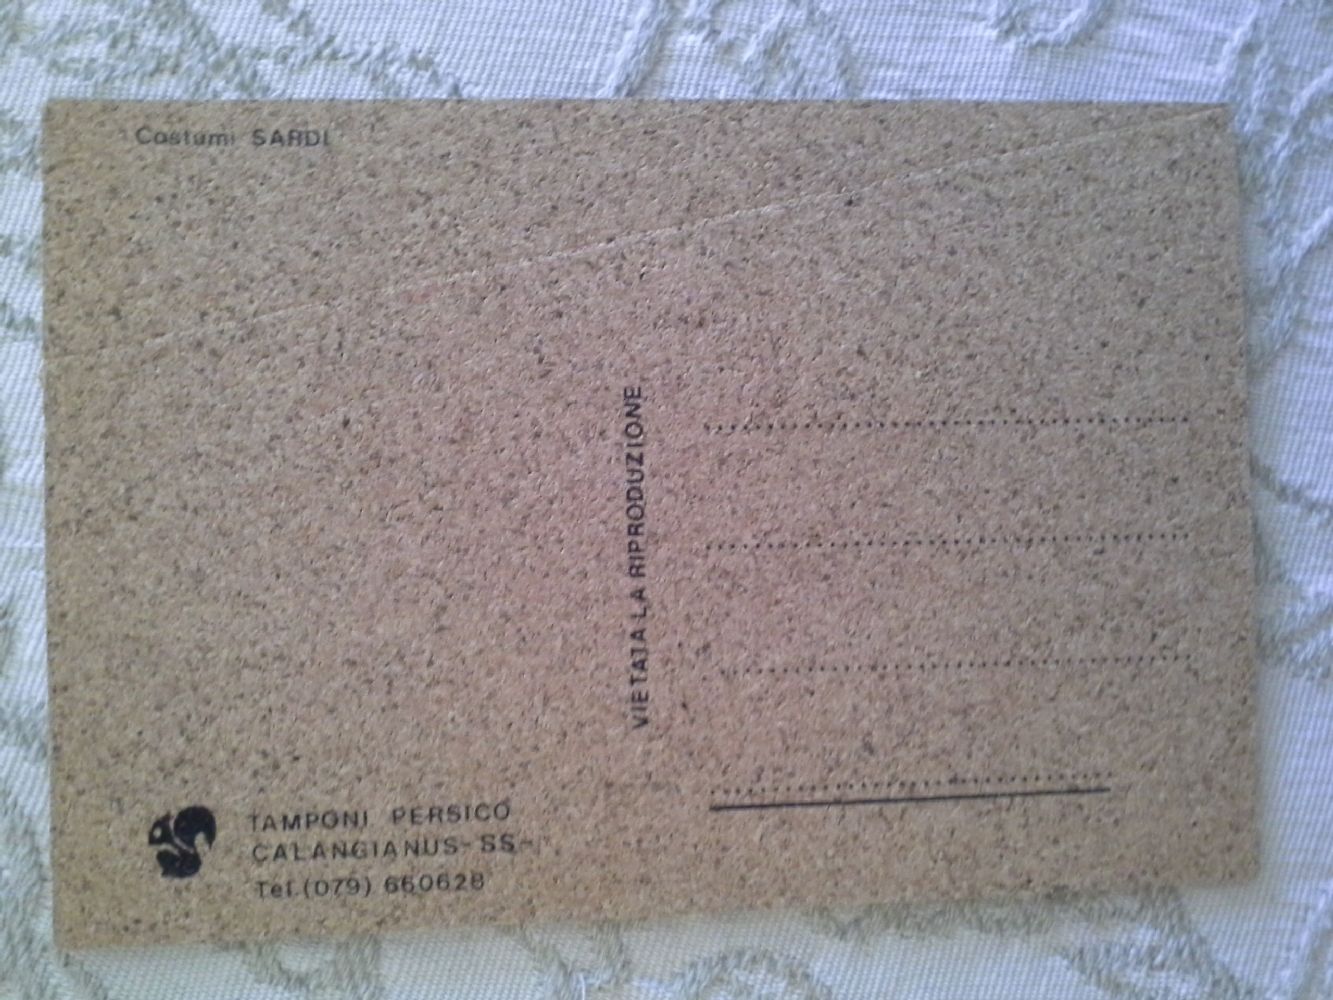 Costumi SARDI
VIETATA LA RIPRODUZIONE
TAMPONI PERSICO
CALANGIANUS-SS-
Tel.(079) 660628